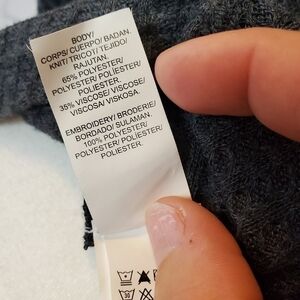 BODY/
CORPS/ CUERPO/ BADAN.
KNIT/ TRICOT/ TEJIDO/
RAJUTAN.
65% POLYESTER/
POLYESTER/ POLIÉSTER/
POLIESTER.
35% VISCOSE/ VISCOSE/
VISCOSA/ VISKOSA.
EMBROIDERY/ BRODERIE/
BORDADO/ SULAMAN.
100% POLYESTER/
POLYESTER/ POLIÉSTER/
POLIESTER.